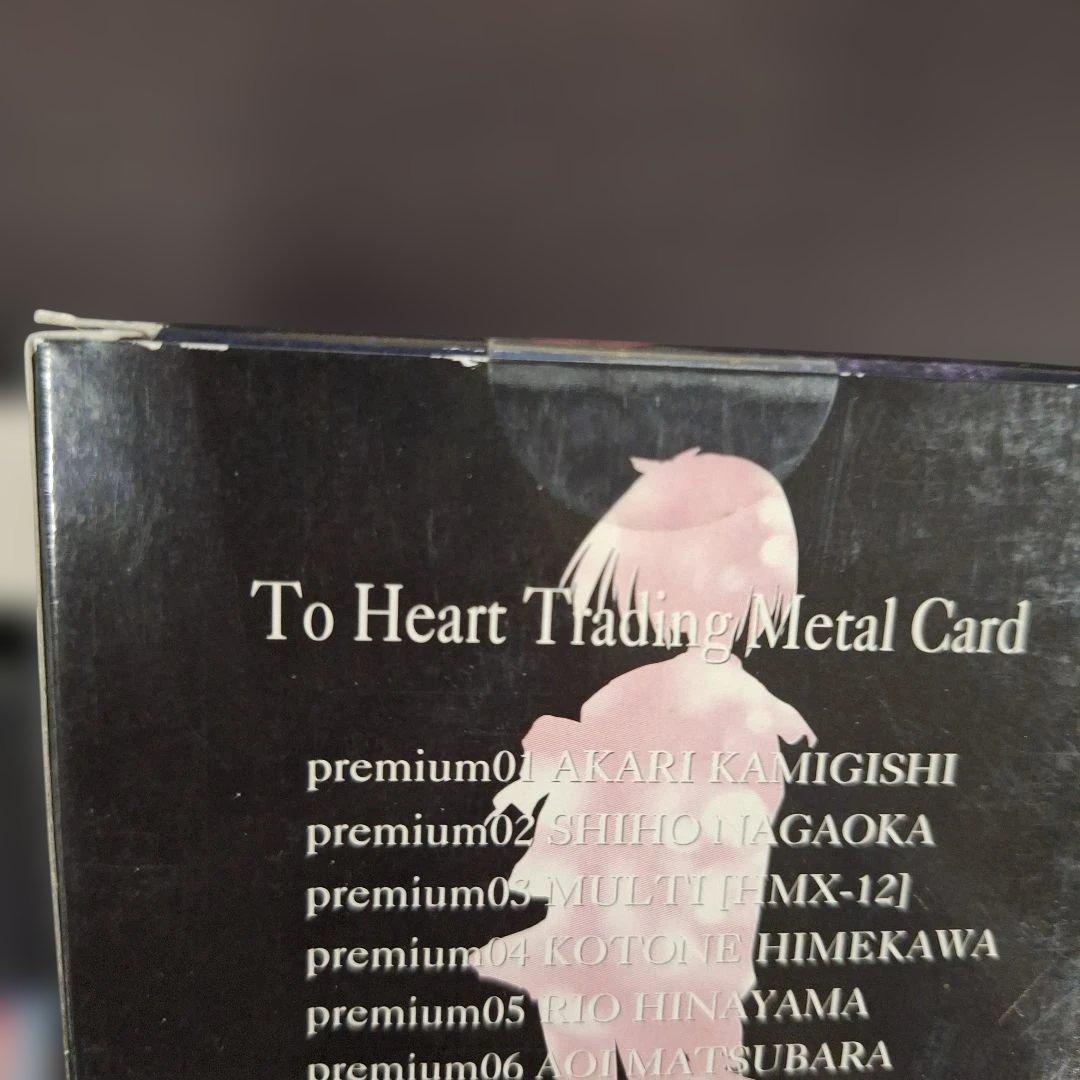 To Heart Trading Metal Card
premium01 AKARI KAMIGISHI
premium02 SHIHO NAGAOKA
premium03 MULTI [HMX-12]
premium04 KOTONE HIMEKAWA
premium05 RIO HINAYAMA
premium06 AOI MATSUBARA